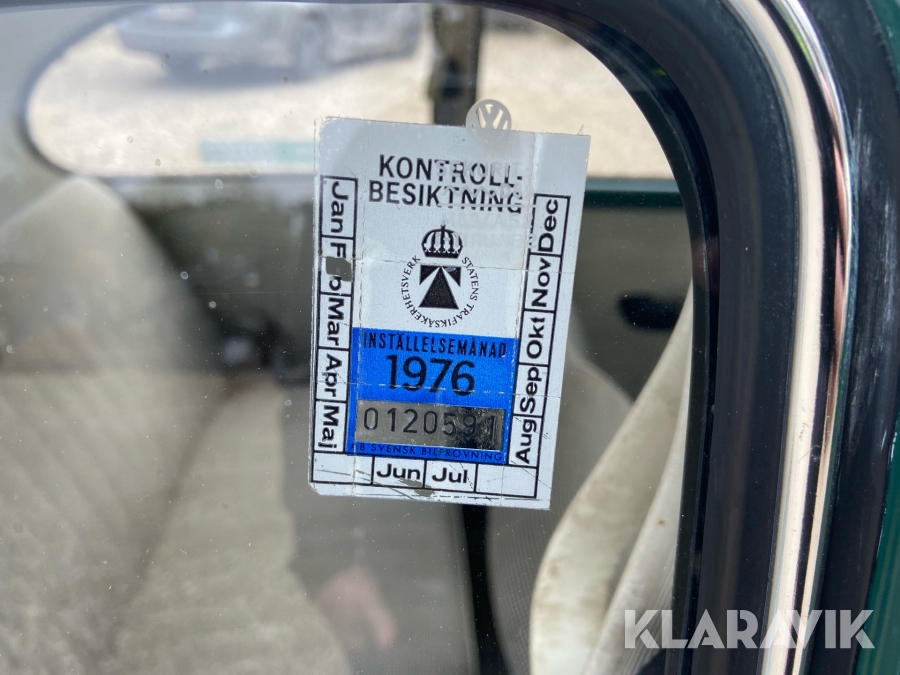 KONTROLL-
BESIKTNING
STATENS TRAFIKSÄKERHETSVERK
INSTÄLLELSEMÅNAD
1976
0120591
AB SVENSK BILPROVNING
Jan
Mar
Apr
Maj
Jun
Jul
Aug
Sep
Okt
Nov
Dec
KLARAVIK